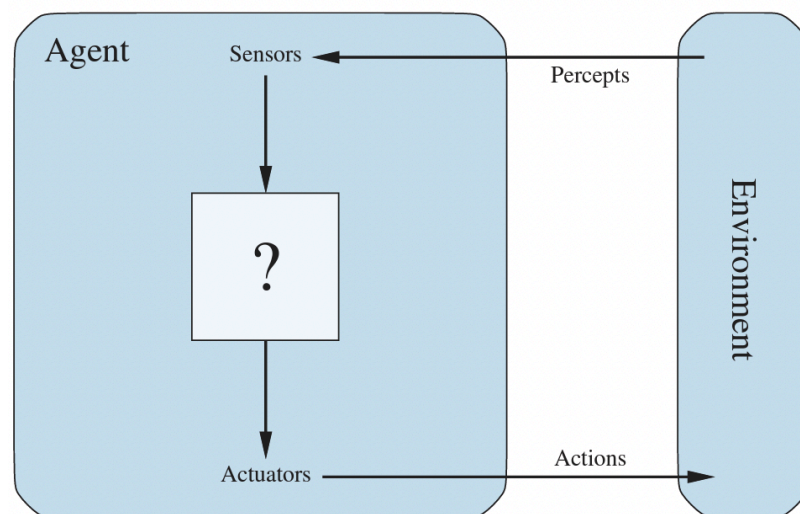 Agent
Sensors
Percepts
?
Environment
Actions
Actuators